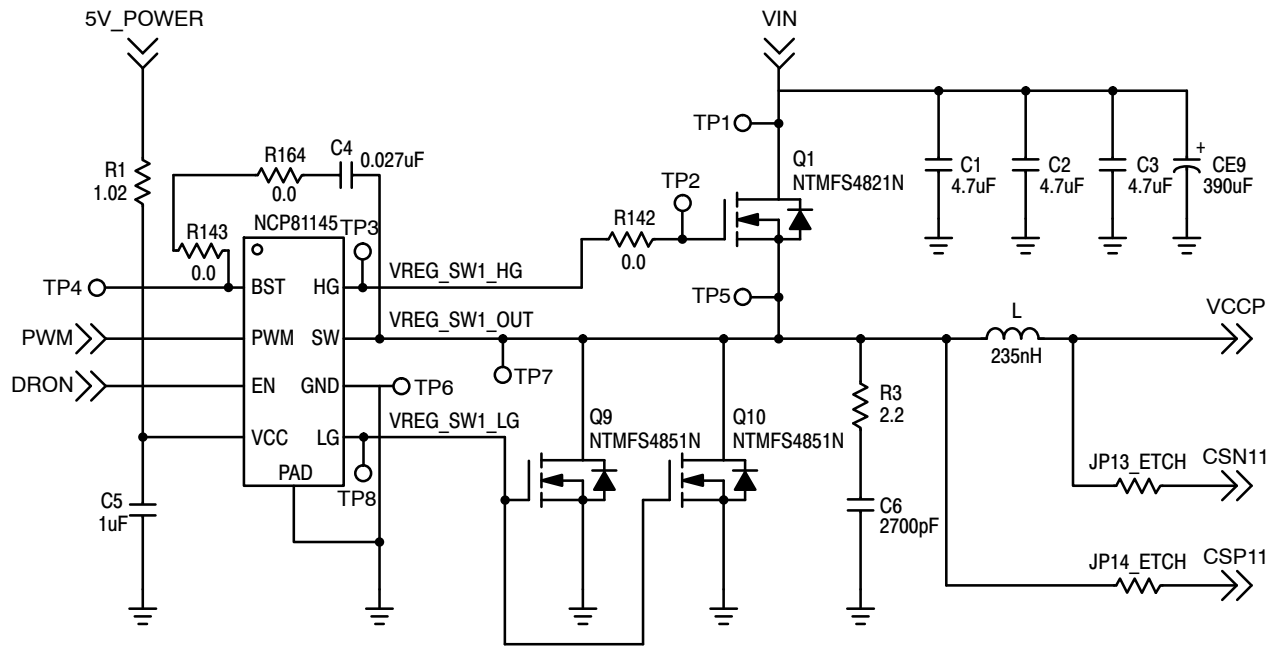 5V_POWER
VIN
TP1
R1
1.02
R164
0.0
C4
0.027uF
TP2
Q1
NTMFS4821N
C1
4.7uF
C2
4.7uF
C3
4.7uF
+
CE9
390uF
R143
0.0
NCP81145
TP3
R142
0.0
TP4
BST
HG
VREG_SW1_HG
TP5
PWM
PWM
SW
VREG_SW1_OUT
L
235nH
VCCP
TP7
DRON
EN
GND
TP6
R3
2.2
VCC
LG
VREG_SW1_LG
Q9
NTMFS4851N
Q10
NTMFS4851N
PAD
TP8
JP13_ETCH
CSN11
C5
1uF
C6
2700pF
JP14_ETCH
CSP11